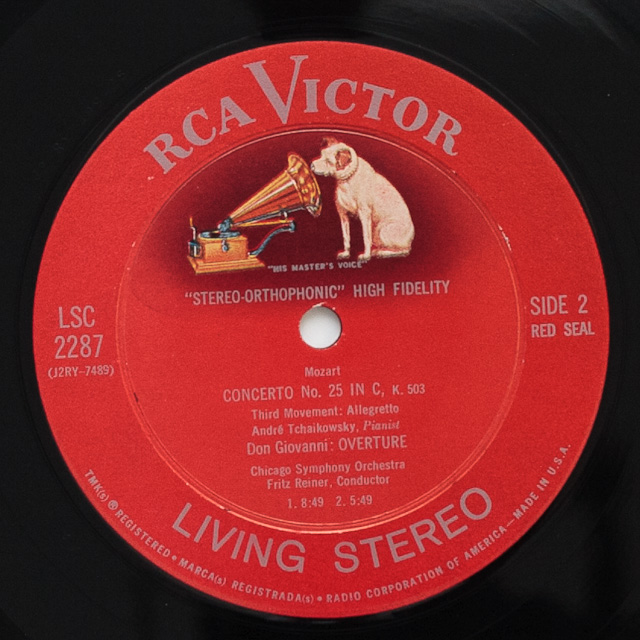 RCA VICTOR
"HIS MASTER'S VOICE"
"STEREO-ORTHOPHONIC" HIGH FIDELITY
LSC
2287
(J2RY-7489)
SIDE 2
RED SEAL
Mozart
CONCERTO No. 25 IN C, K. 503
Third Movement: Allegretto
André Tchaikowsky, Pianist
Don Giovanni: OVERTURE
Chicago Symphony Orchestra
Fritz Reiner, Conductor
1. 8:49 2. 5:49
LIVING STEREO
TMK(s) ® REGISTERED • MARCA(s) REGISTRADA(s) • RADIO CORPORATION OF AMERICA—MADE IN U.S.A.